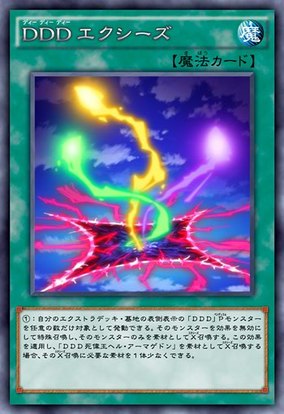 ディー ディー ディー
DDDエクシーズ
魔
【魔法カード】
①：自分のエクストラデッキ・墓地の表側表示の「DDD」Pモンスター
を任意の数だけ対象として発動できる。そのモンスターを効果を無効に
して特殊召喚し、そのモンスターのみを素材としてX召喚する。この効果
を適用し、「DDD死偉王ヘル・アーマゲドン」を素材としてX召喚す
る場合、そのX召喚に必要な素材を１体少なくできる。